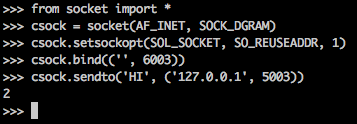 >>> from socket import *
>>> csock = socket(AF_INET, SOCK_DGRAM)
>>> csock.setsockopt(SOL_SOCKET, SO_REUSEADDR, 1)
>>> csock.bind(('', 6003))
>>> csock.sendto('HI', ('127.0.0.1', 5003))
2
>>>